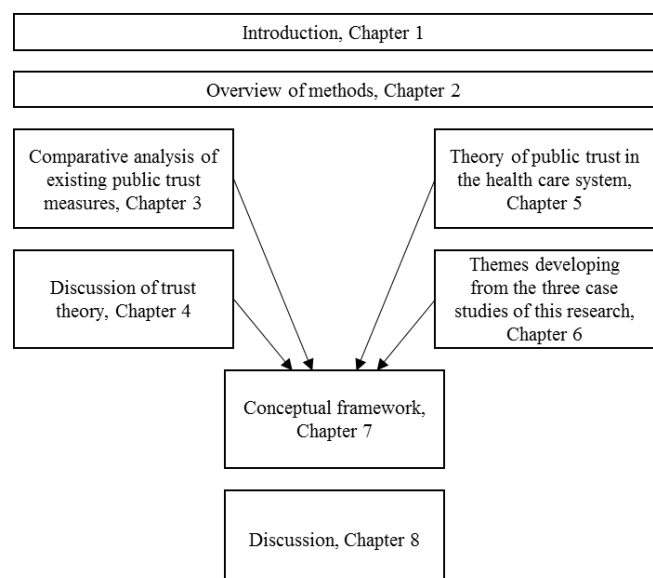 Introduction, Chapter 1
Overview of methods, Chapter 2
Comparative analysis of
existing public trust
measures, Chapter 3
Theory of public trust in
the health care system,
Chapter 5
Discussion of trust
theory, Chapter 4
Themes developing
from the three case
studies of this research,
Chapter 6
Conceptual framework,
Chapter 7
Discussion, Chapter 8